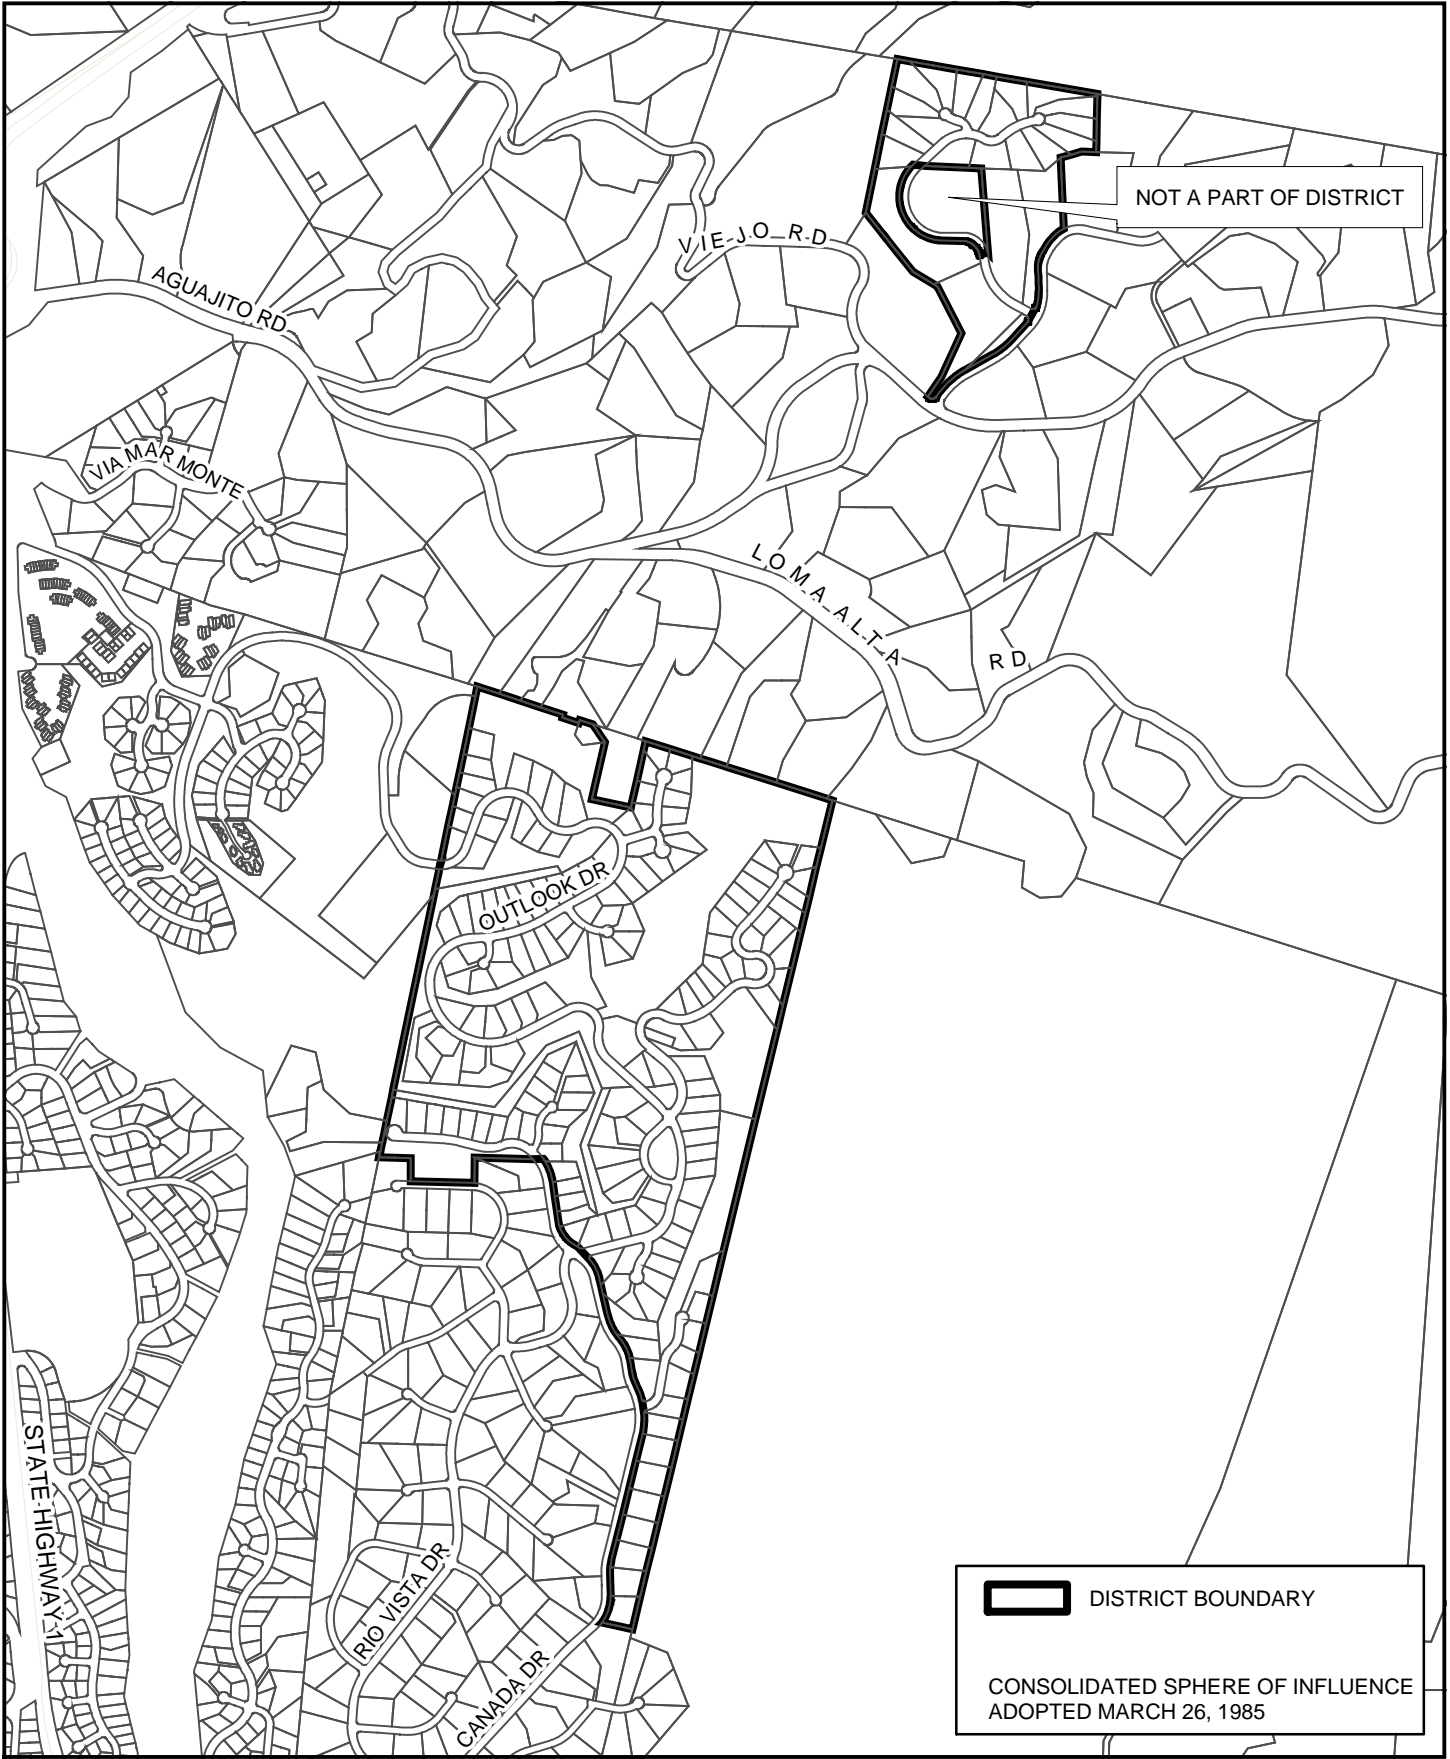 NOT A PART OF DISTRICT
VIEJO RD
AGUAJITO RD
VIA MAR MONTE
LOMA ALTA RD
OUTLOOK DR
STATE HIGHWAY 1
RIO VISTA DR
CANADA DR
DISTRICT BOUNDARY
CONSOLIDATED SPHERE OF INFLUENCE
ADOPTED MARCH 26, 1985